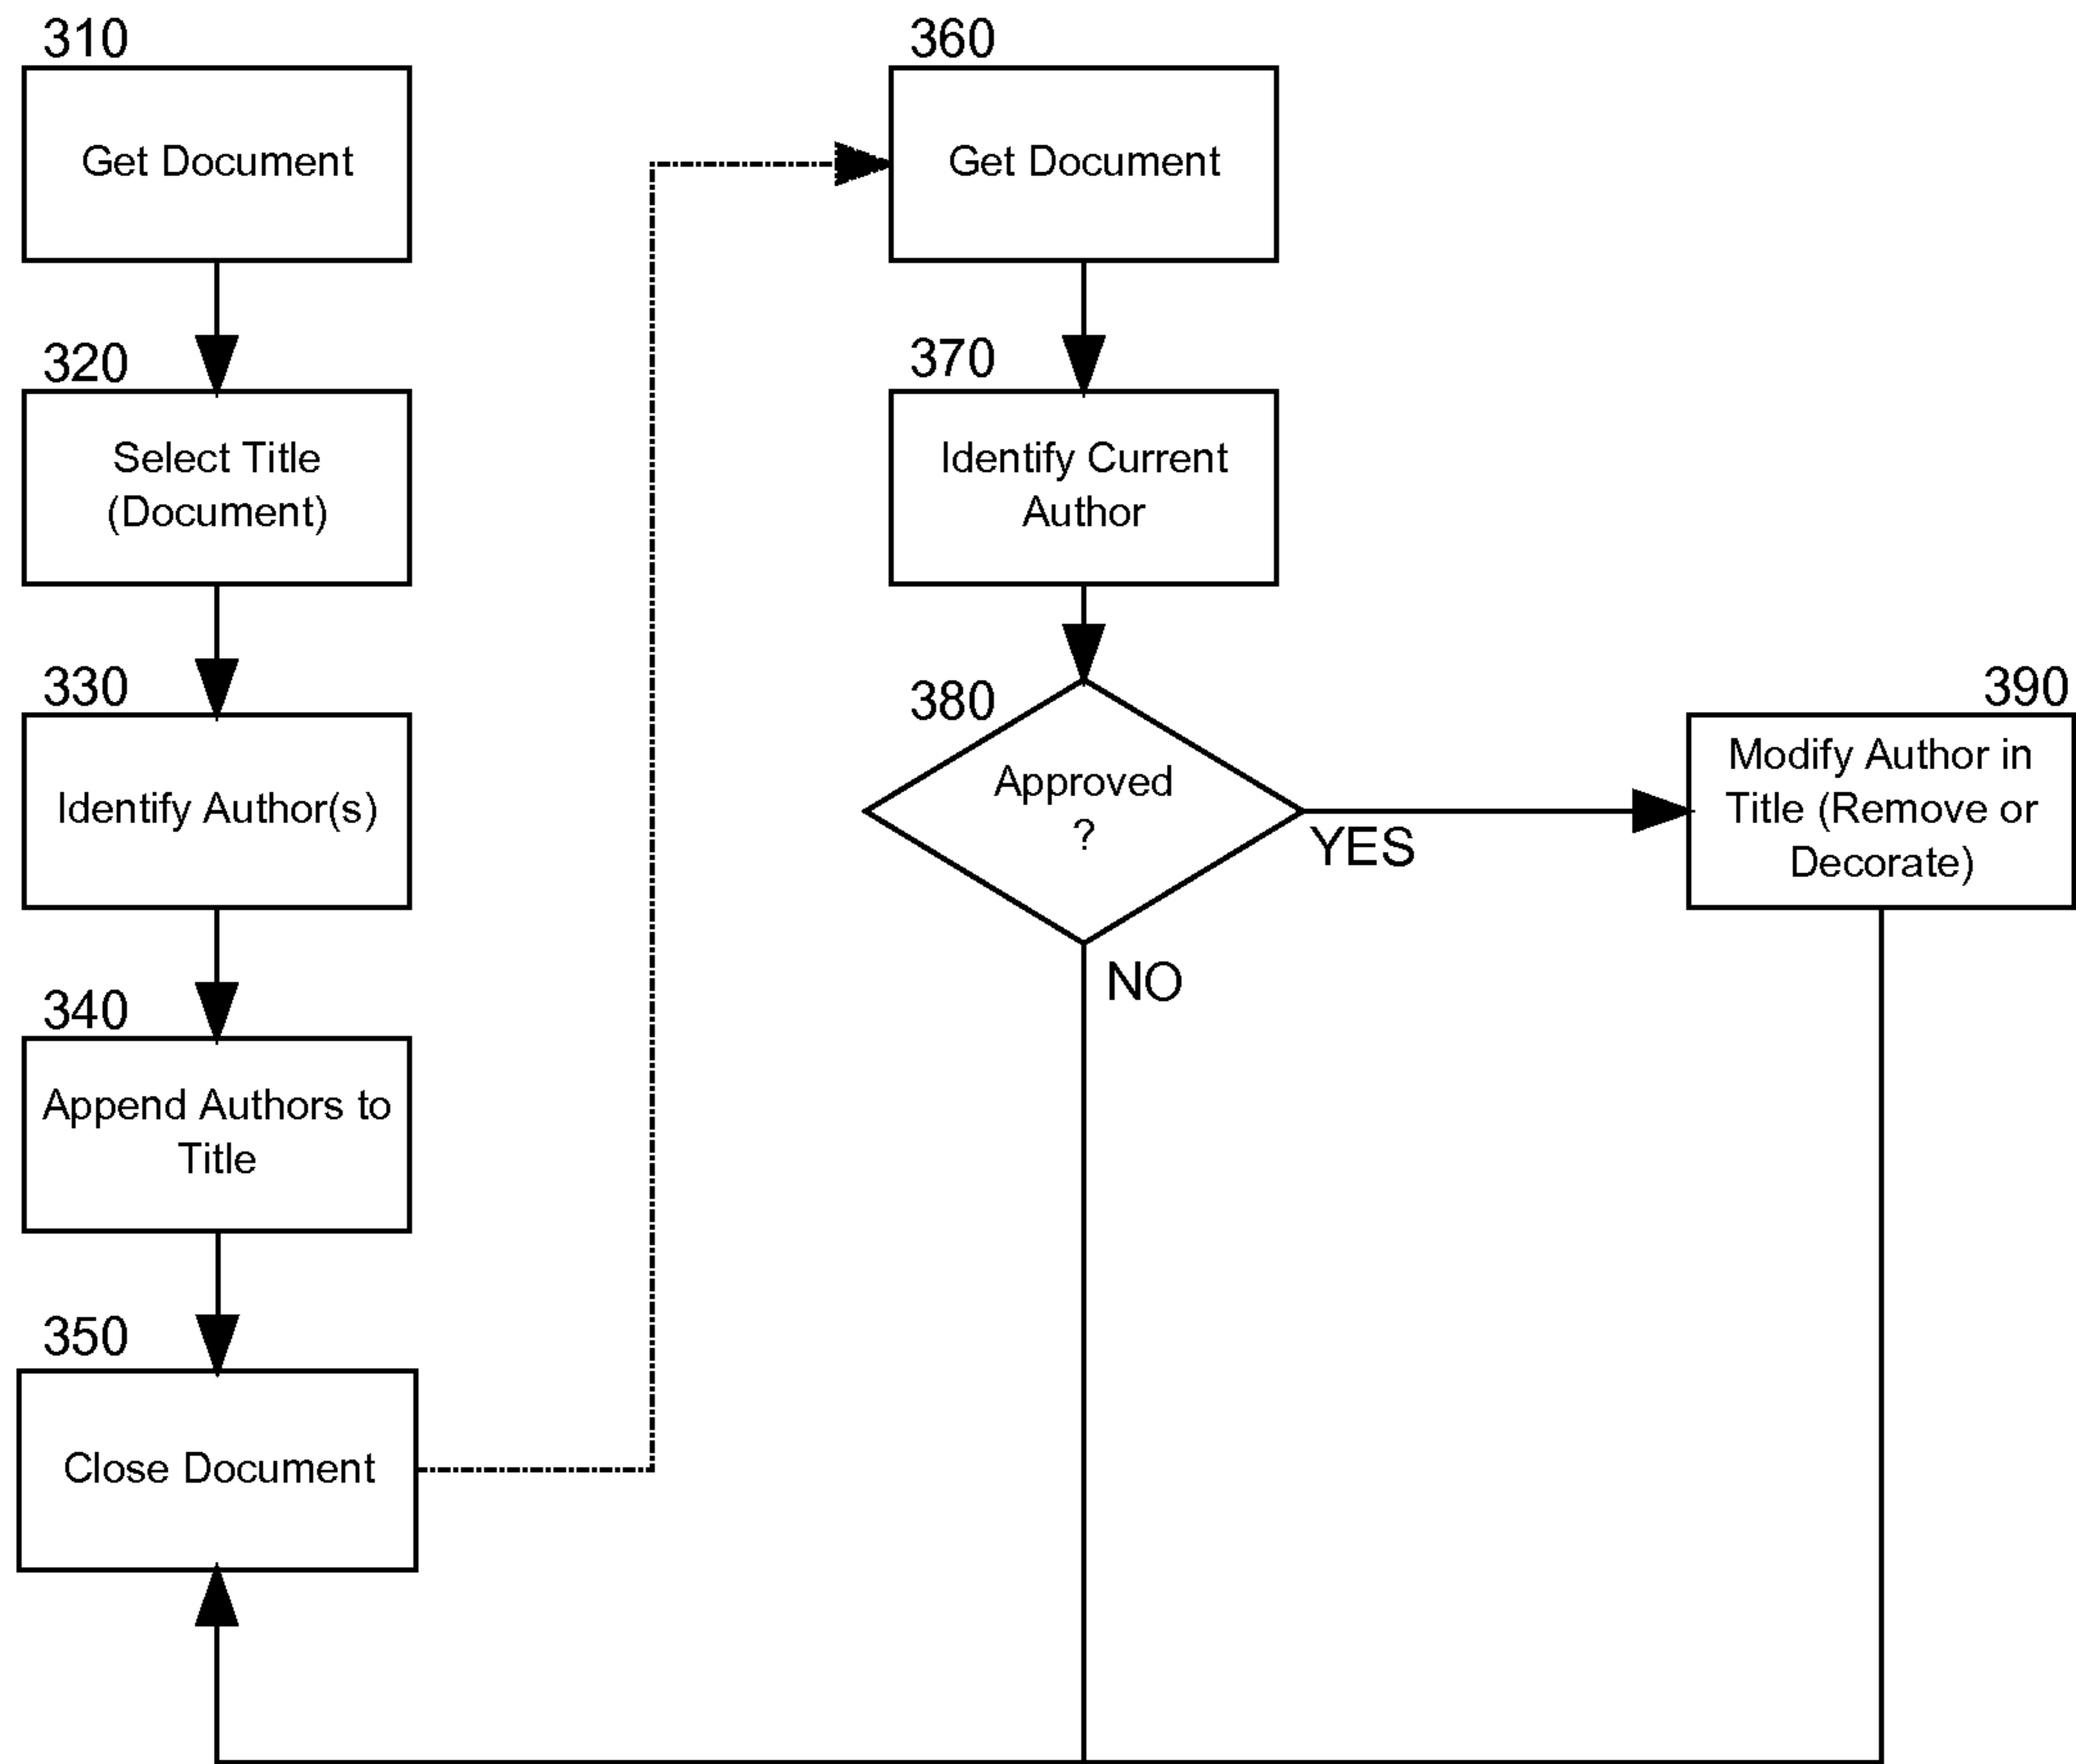 310
Get Document
320
Select Title
(Document)
330
Identify Author(s)
340
Append Authors to
Title
350
Close Document
360
Get Document
370
Identify Current
Author
380
Approved
?
YES
NO
390
Modify Author in
Title (Remove or
Decorate)